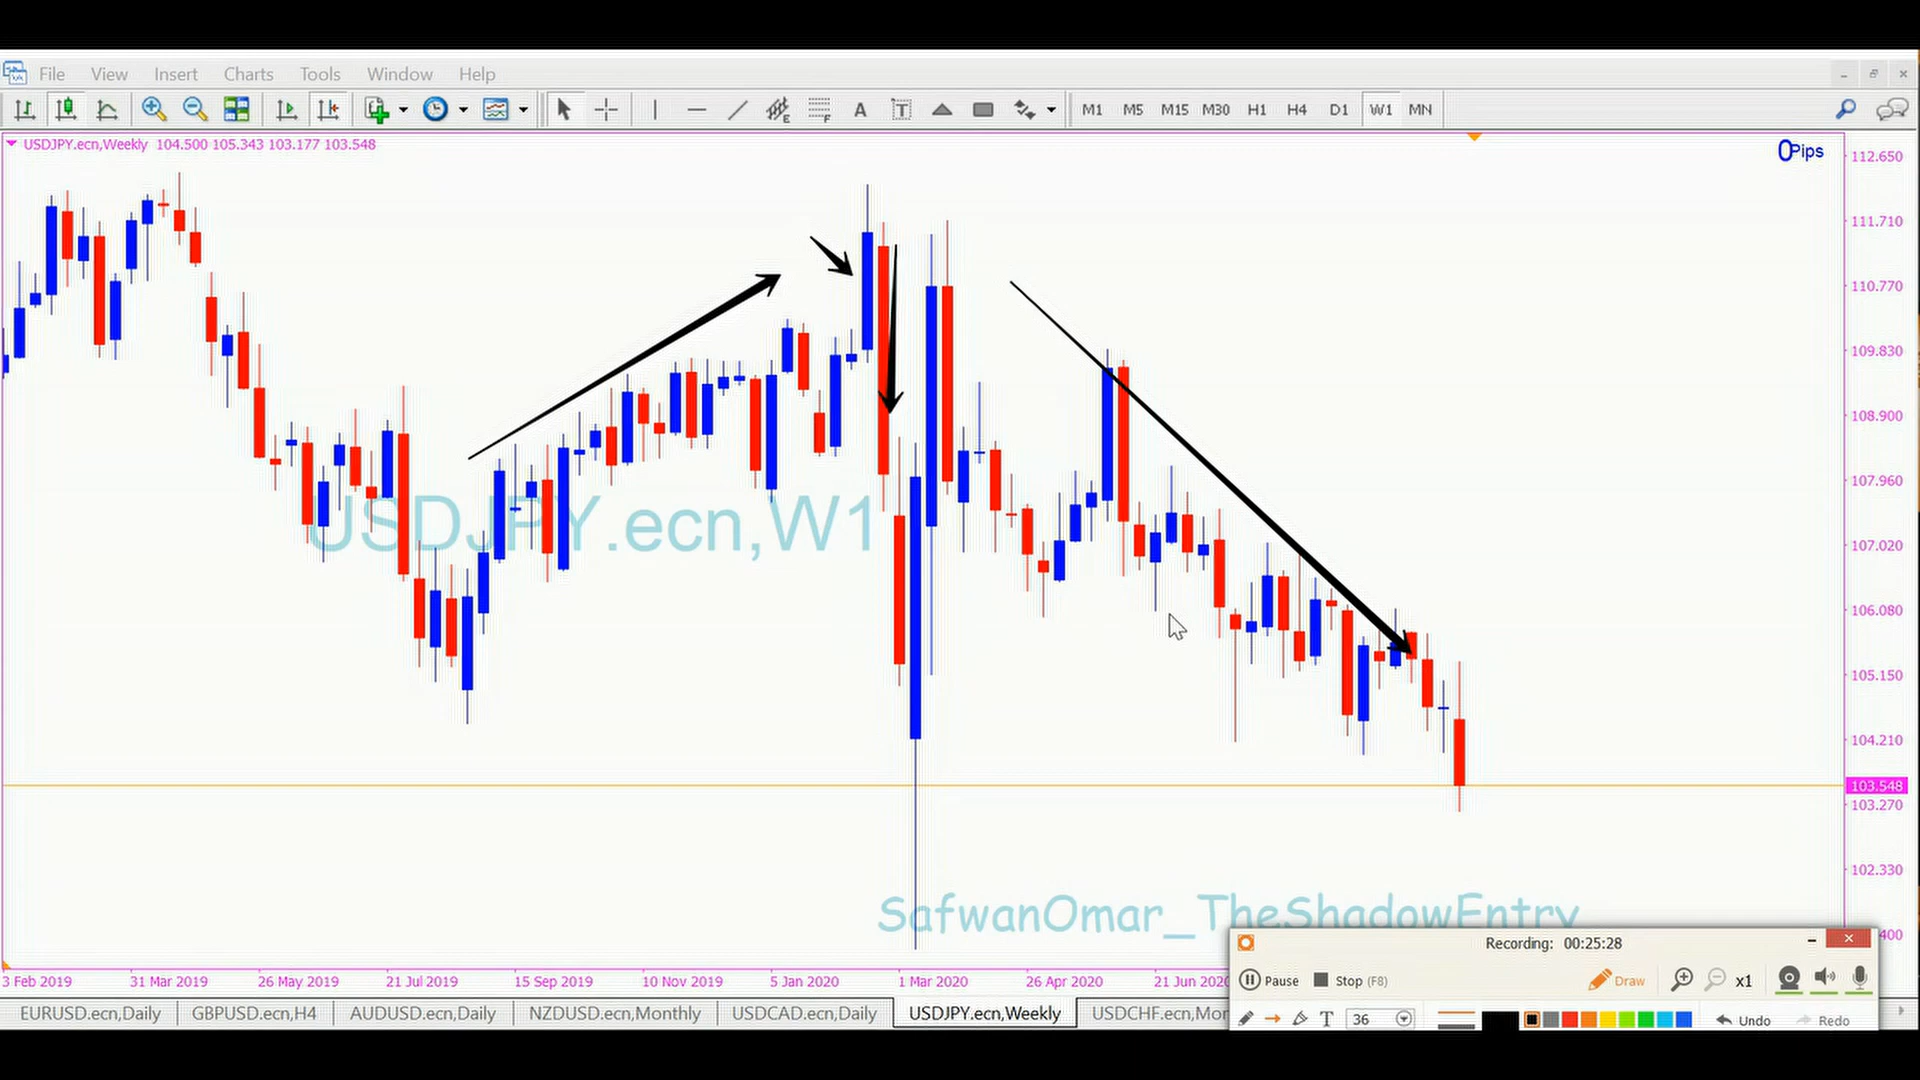 File View Insert Charts Tools Window Help
A T E F M1 M5 M15 M30 H1 H4 D1 W1 MN
USDJPY.ecn,Weekly 104.500 105.343 103.177 103.548
0Pips
112.650
111.710
110.770
109.830
108.900
107.960
107.020
106.080
105.150
104.210
103.548
103.270
102.330
400
USDJPY.ecn,W1
SafwanOmar_TheShadowEntry
3 Feb 2019 31 Mar 2019 26 May 2019 21 Jul 2019 15 Sep 2019 10 Nov 2019 5 Jan 2020 1 Mar 2020 26 Apr 2020 21 Jun 2020
EURUSD.ecn,Daily GBPUSD.ecn,H4 AUDUSD.ecn,Daily NZDUSD.ecn,Monthly USDCAD.ecn,Daily USDJPY.ecn,Weekly USDCHF.ecn,Mon
Recording: 00:25:28
Pause Stop (F8) Draw x1
T 36 Undo Redo